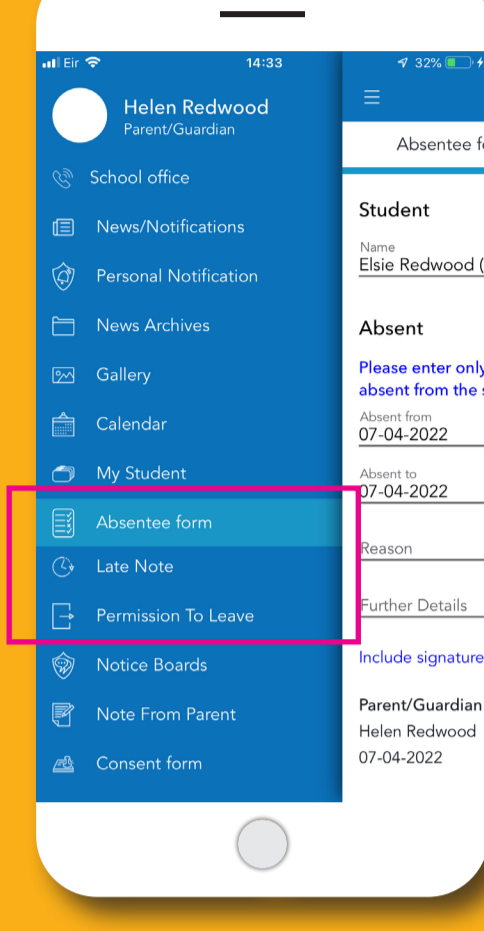 Eir
14:33
32%
Helen Redwood
Parent/Guardian
School office
News/Notifications
Personal Notification
News Archives
Gallery
Calendar
My Student
Absentee form
Late Note
Permission To Leave
Notice Boards
Note From Parent
Consent form
Absentee
Student
Name
Elsie Redwood (
Absent
Please enter only
absent from the
Absent from
07-04-2022
Absent to
07-04-2022
Reason
Further Details
Include signature
Parent/Guardian
Helen Redwood
07-04-2022